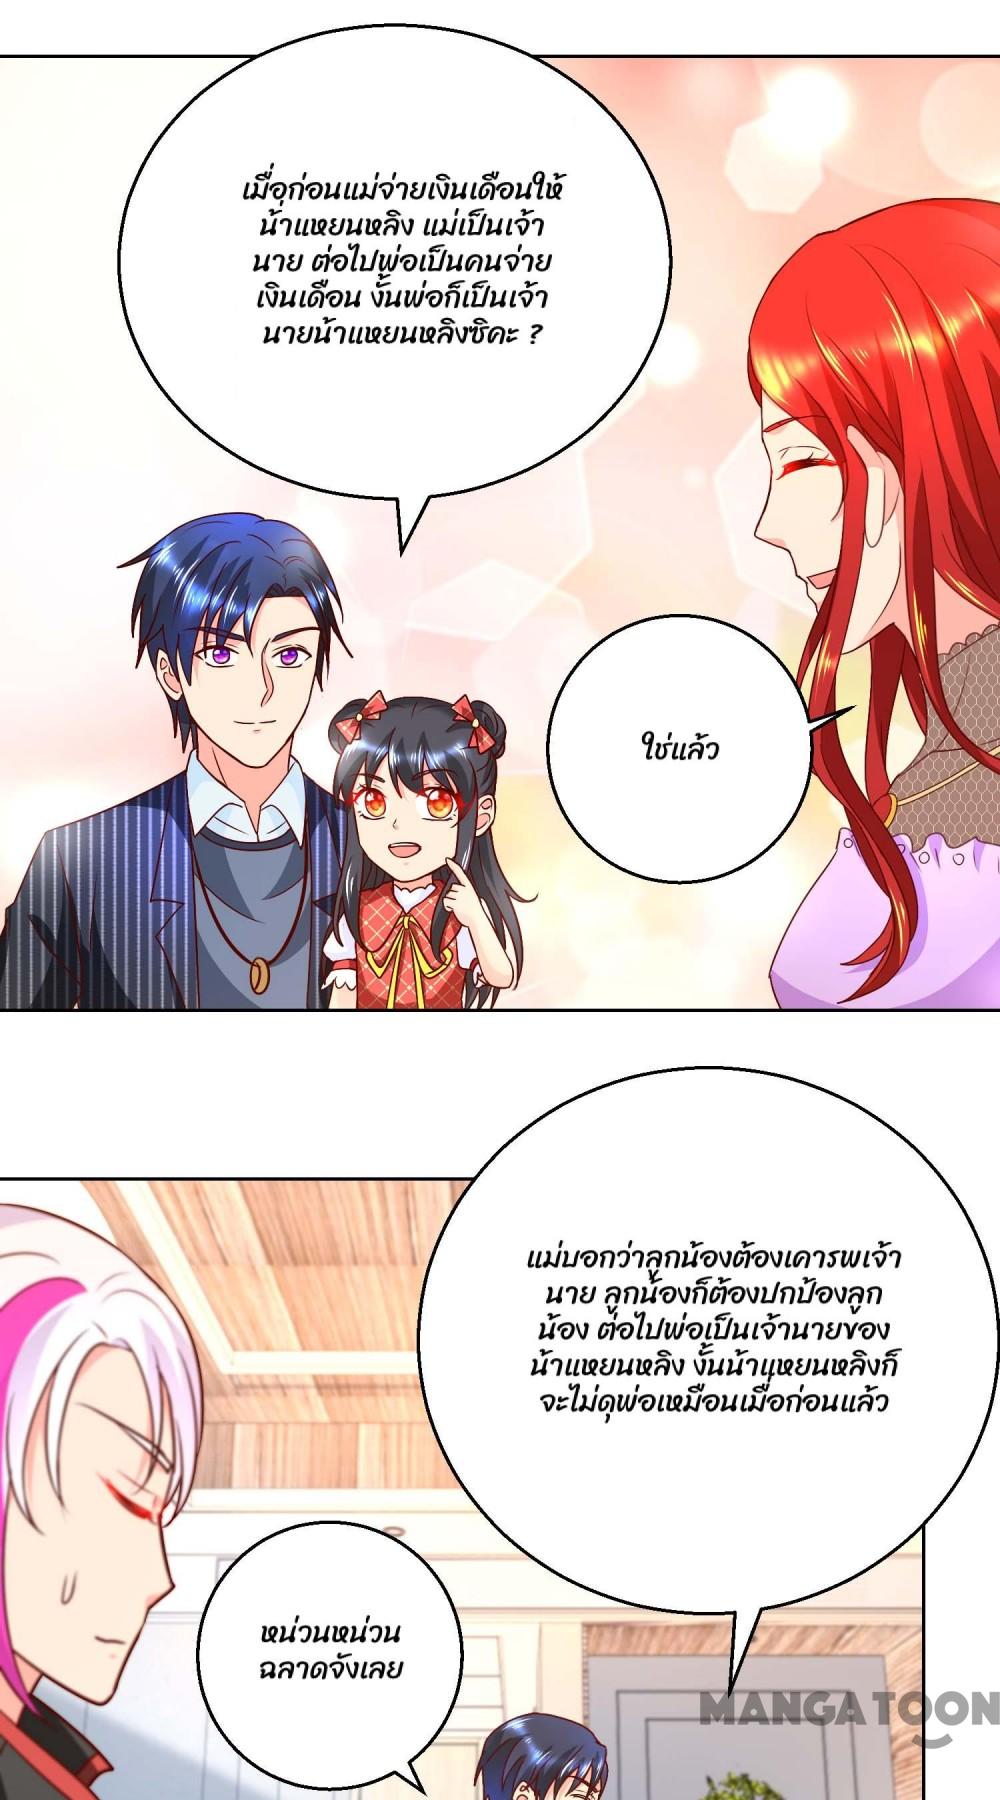 เมื่อก่อนแม่จ่ายเงินเดือนให้
น้าแหยนหลิง แม่เป็นเจ้า
นาย ต่อไปพ่อเป็นคนจ่าย
เงินเดือน งั้นพ่อก็เป็นเจ้า
นายน้าแหยนหลิงซิคะ ?
ใช่แล้ว
แม่บอกว่าลูกน้องต้องเคารพเจ้า
นาย ลูกน้องก็ต้องปกป้องลูก
น้อง ต่อไปพ่อเป็นเจ้านายของ
น้าแหยนหลิง งั้นน้าแหยนหลิงก็
จะไม่ดุพ่อเหมือนเมื่อก่อนแล้ว
หน่วนหน่วน
ฉลาดจังเลย
MANGATOON